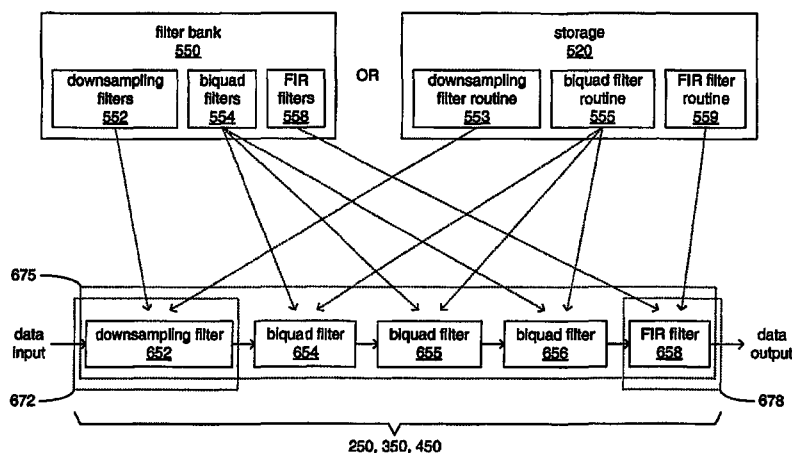 filter bank
550
downsampling
filters
552
biquad
filters
554
FIR
filters
558
OR
storage
520
downsampling
filter routine
553
biquad filter
routine
555
FIR filter
routine
559
675
data
input
downsampling filter
652
biquad filter
654
biquad filter
655
biquad filter
656
FIR filter
658
data
output
672
678
250, 350, 450